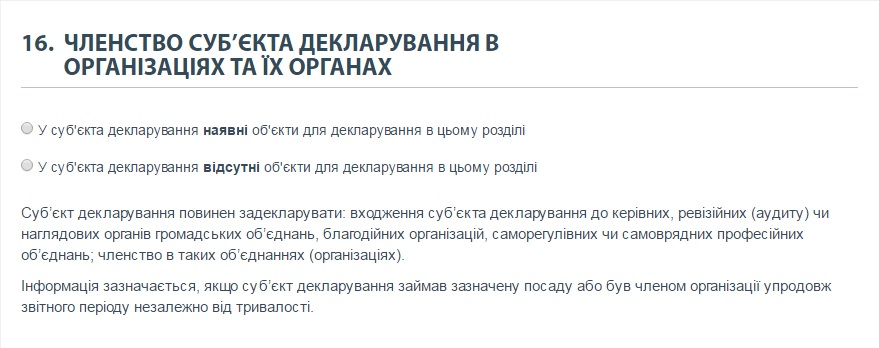 16. ЧЛЕНСТВО СУБ’ЄКТА ДЕКЛАРУВАННЯ В
ОРГАНІЗАЦІЯХ ТА ЇХ ОРГАНАХ
У суб'єкта декларування наявні об'єкти для декларування в цьому розділі
У суб'єкта декларування відсутні об'єкти для декларування в цьому розділі
Суб’єкт декларування повинен задекларувати: входження суб’єкта декларування до керівних, ревізійних (аудиту) чи
наглядових органів громадських об’єднань, благодійних організацій, саморегулівних чи самоврядних професійних
об’єднань; членство в таких об’єднаннях (організаціях).
Інформація зазначається, якщо суб’єкт декларування займав зазначену посаду або був членом організації упродовж
звітного періоду незалежно від тривалості.